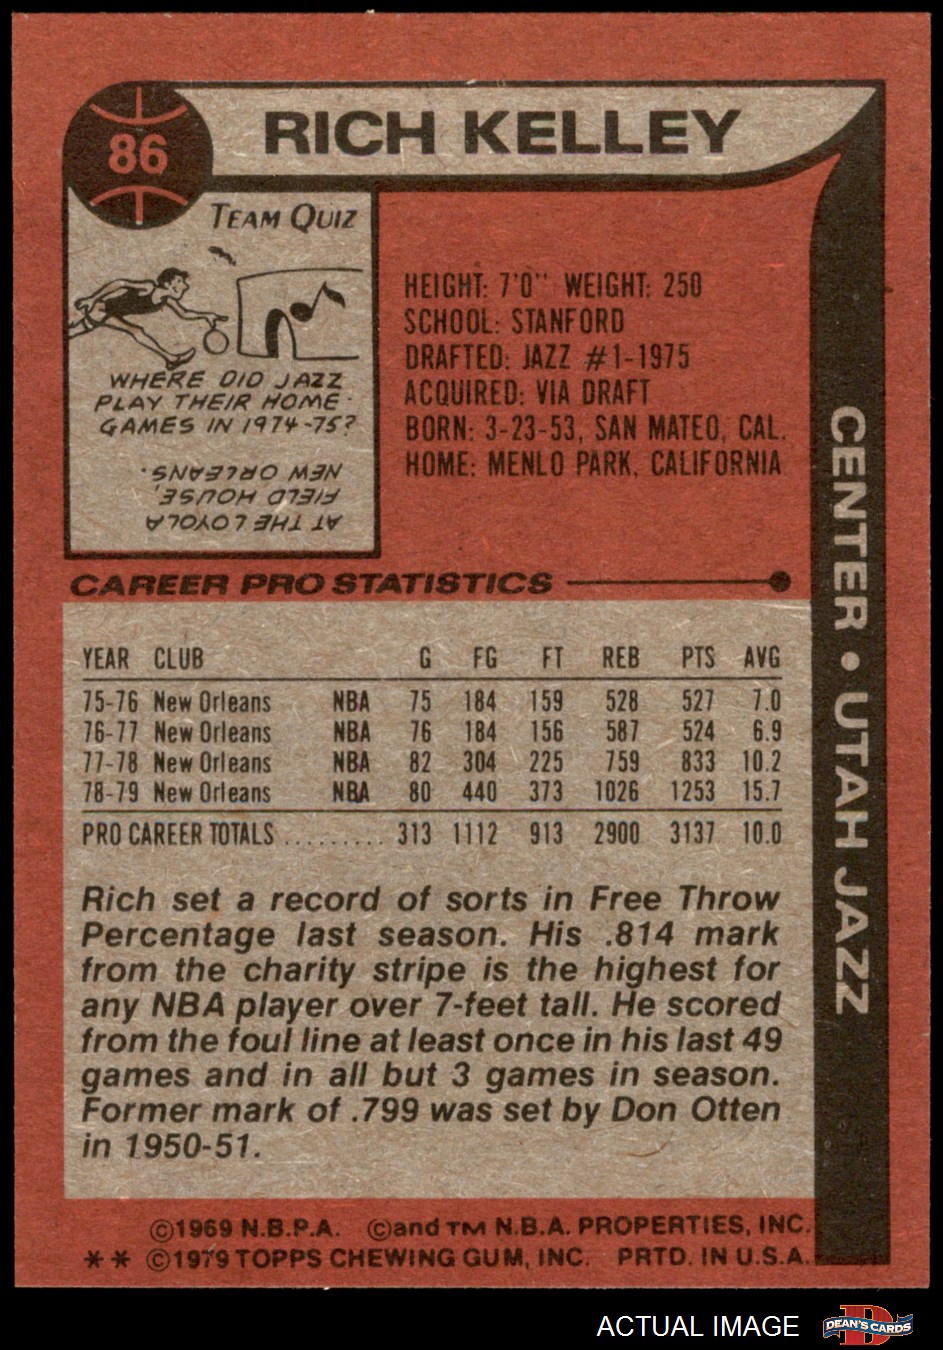 86
RICH KELLEY
TEAM QUIZ
WHERE DID JAZZ
PLAY THEIR HOME
GAMES IN 1974-75?
AT THE LOYOLA
FIELD HOUSE,
NEW ORLEANS.
HEIGHT: 7'0" WEIGHT: 250
SCHOOL: STANFORD
DRAFTED: JAZZ #1-1975
ACQUIRED: VIA DRAFT
BORN: 3-23-53, SAN MATEO, CAL.
HOME: MENLO PARK, CALIFORNIA
CENTER • UTAH JAZZ
CAREER PRO STATISTICS
YEAR CLUB G FG FT REB PTS AVG
75-76 New Orleans NBA 75 184 159 528 527 7.0
76-77 New Orleans NBA 76 184 156 587 524 6.9
77-78 New Orleans NBA 82 304 225 759 833 10.2
78-79 New Orleans NBA 80 440 373 1026 1253 15.7
PRO CAREER TOTALS ......... 313 1112 913 2900 3137 10.0
Rich set a record of sorts in Free Throw
Percentage last season. His .814 mark
from the charity stripe is the highest for
any NBA player over 7-feet tall. He scored
from the foul line at least once in his last 49
games and in all but 3 games in season.
Former mark of .799 was set by Don Otten
in 1950-51.
©1969 N.B.P.A. ©and TM N.B.A. PROPERTIES, INC.
** ©1979 TOPPS CHEWING GUM, INC. PRTD. IN U.S.A.
ACTUAL IMAGE
D
DEAN'S CARDS